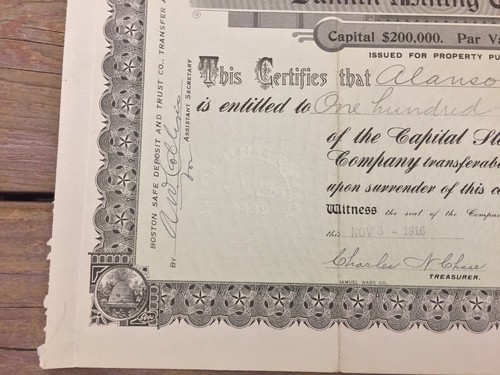 Mining
Capital $200,000. Par Va
ISSUED FOR PROPERTY PU
This Certifies that Alanso
is entitled to One hundred
of the Capital Sto
Company transferab
upon surrender of this c
Witness the seal of the Compa
this NOV 3 - 1916
Charles N Chase
TREASURER.
SAMUEL WARD CO.
BOSTON SAFE DEPOSIT AND TRUST CO., TRANSFER A
BY
ASSISTANT SECRETARY